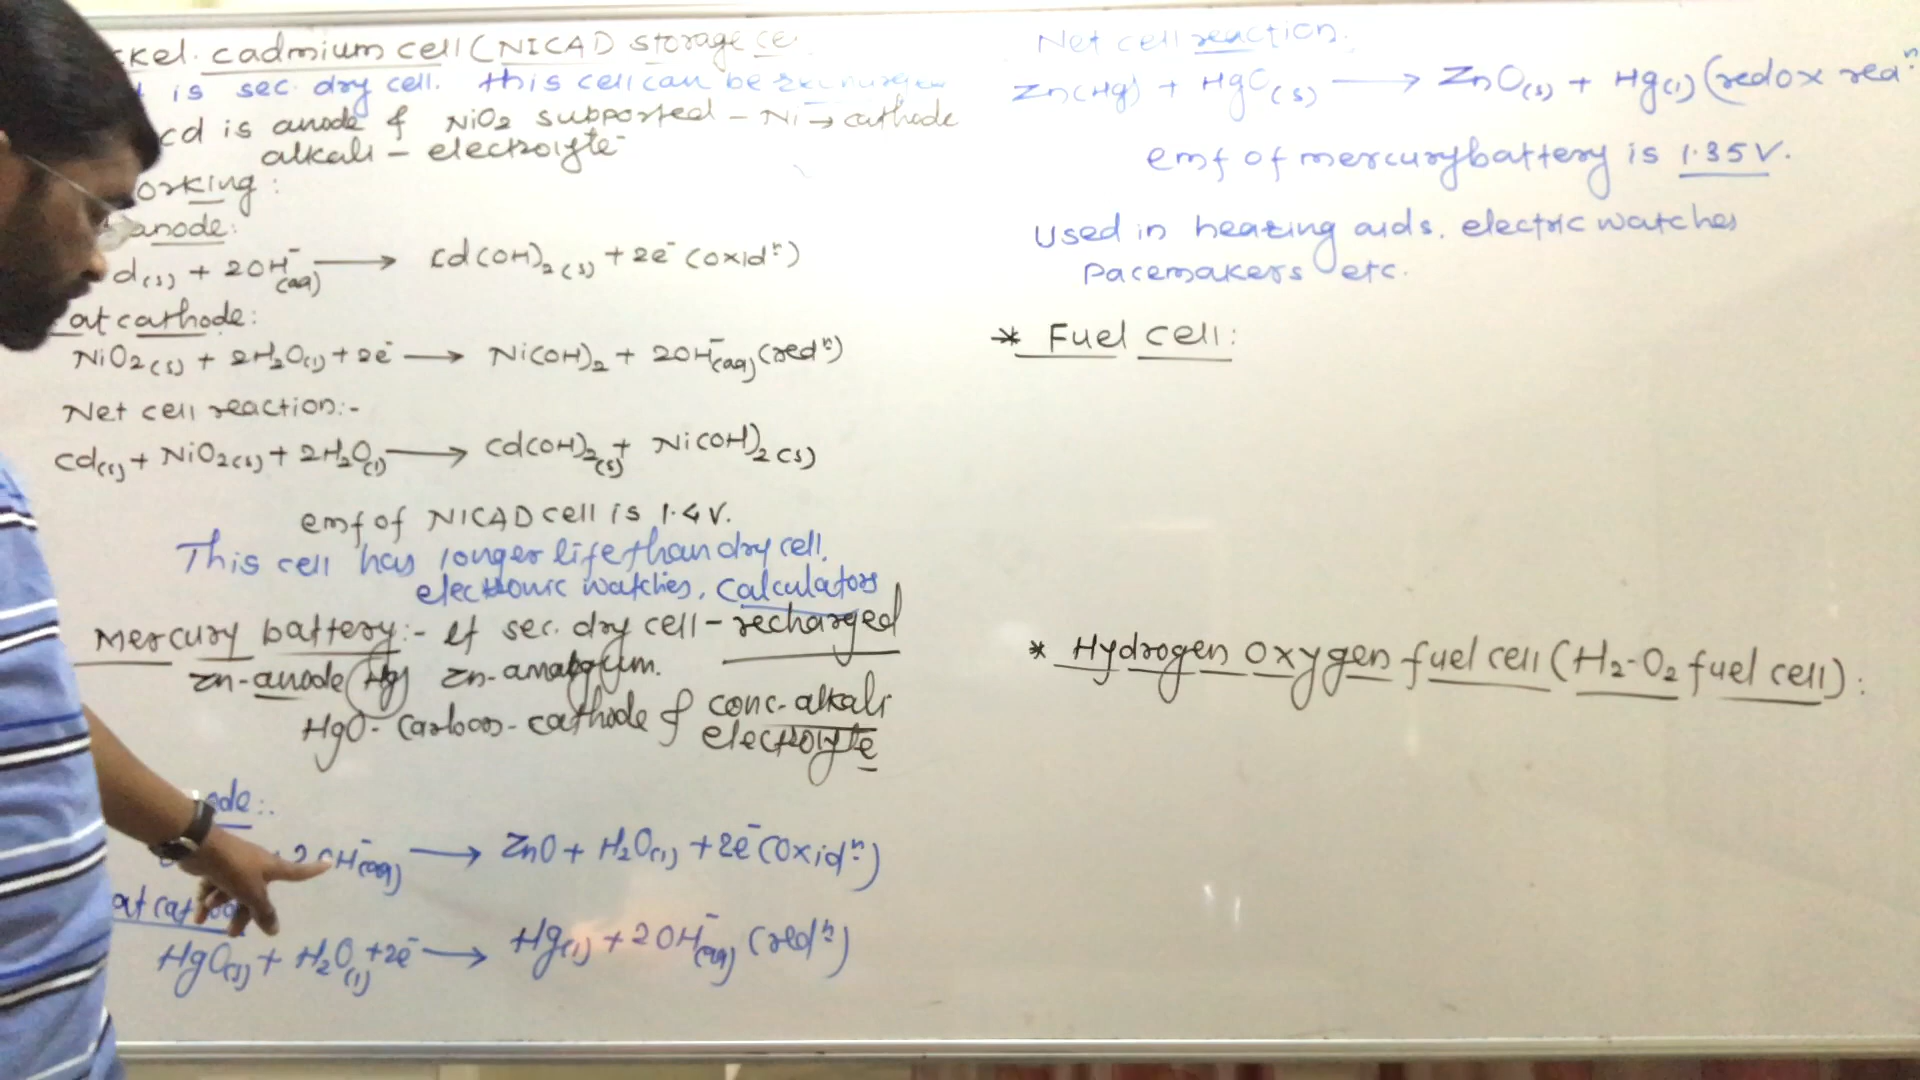 ckel. cadmium cell (NICAD storage ce
t is sec. dry cell. this cell can be
cd is anode & NiO2 supported - Ni → cathode
alkali - electrolyte
orking :
anode:
d(s) + 2OH⁻(aq) ⟶ Cd(OH)₂(s) + 2e⁻ (oxidⁿ)
at cathode:
NiO₂(s) + 2H₂O(l) + 2e⁻ ⟶ Ni(OH)₂ + 2OH⁻(aq) (redⁿ)
Net cell reaction:-
Cd(s) + NiO₂(s) + 2H₂O(l) ⟶ Cd(OH)₂(s) + Ni(OH)₂(s)
emf of NICAD cell is 1.4 V.
This cell has longer life than dry cell.
electronic watches, calculators
Mercury battery:- It sec. dry cell - recharged
Zn-anode (Hg) Zn-amalgum.
HgO- Carbon- cathode & conc. alkali
electrolyte
ode:.
+ 2OH⁻(aq) ⟶ ZnO + H₂O(l) + 2e⁻ (oxidⁿ)
at catho
HgO(s) + H₂O(l) + 2e⁻ ⟶ Hg(l) + 2OH⁻(aq) (redⁿ)
Net cell reaction.
Zn(Hg) + HgO(s) ⟶ ZnO(s) + Hg(l) (redox reaⁿ.
emf of mercury battery is 1.35 V.
Used in hearing aids. electric watches
Pacemakers etc.
* Fuel cell:
* Hydrogen Oxygen fuel cell (H₂-O₂ fuel cell) :